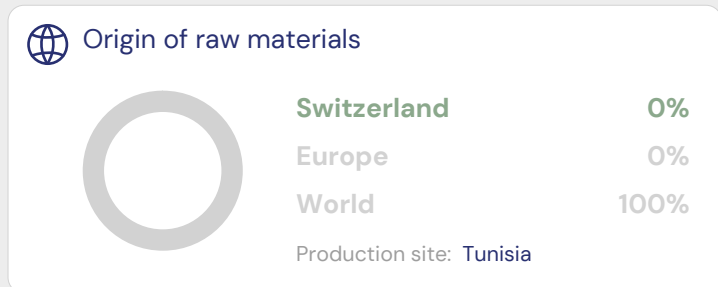 Origin of raw materials
Switzerland 0%
Europe 0%
World 100%
Production site: Tunisia